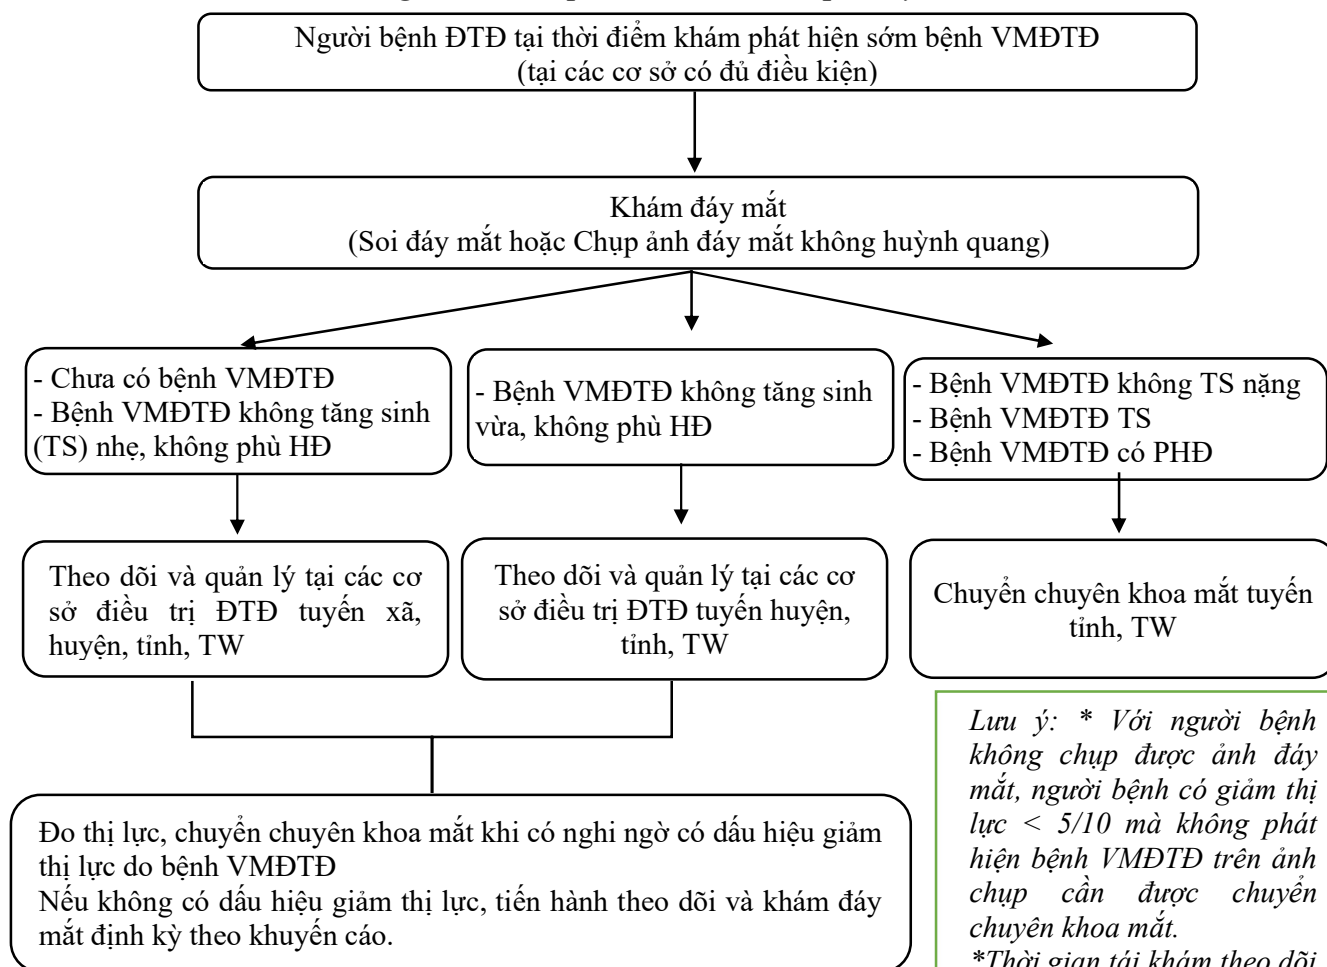 Người bệnh ĐTĐ tại thời điểm khám phát hiện sớm bệnh VMĐTĐ
(tại các cơ sở có đủ điều kiện)
Khám đáy mắt
(Soi đáy mắt hoặc Chụp ảnh đáy mắt không huỳnh quang)
- Chưa có bệnh VMĐTĐ
- Bệnh VMĐTĐ không tăng sinh
(TS) nhẹ, không phù HĐ
- Bệnh VMĐTĐ không tăng sinh
vừa, không phù HĐ
- Bệnh VMĐTĐ không TS nặng
- Bệnh VMĐTĐ TS
- Bệnh VMĐTĐ có PHĐ
Theo dõi và quản lý tại các cơ
sở điều trị ĐTĐ tuyến xã,
huyện, tỉnh, TW
Theo dõi và quản lý tại các cơ
sở điều trị ĐTĐ tuyến huyện,
tỉnh, TW
Chuyển chuyên khoa mắt tuyến
tỉnh, TW
Đo thị lực, chuyển chuyên khoa mắt khi có nghi ngờ có dấu hiệu giảm
thị lực do bệnh VMĐTĐ
Nếu không có dấu hiệu giảm thị lực, tiến hành theo dõi và khám đáy
mắt định kỳ theo khuyến cáo.
Lưu ý: * Với người bệnh
không chụp được ảnh đáy
mắt, người bệnh có giảm thị
lực < 5/10 mà không phát
hiện bệnh VMĐTĐ trên ảnh
chụp cần được chuyển
chuyên khoa mắt.
*Thời gian tái khám theo dõi